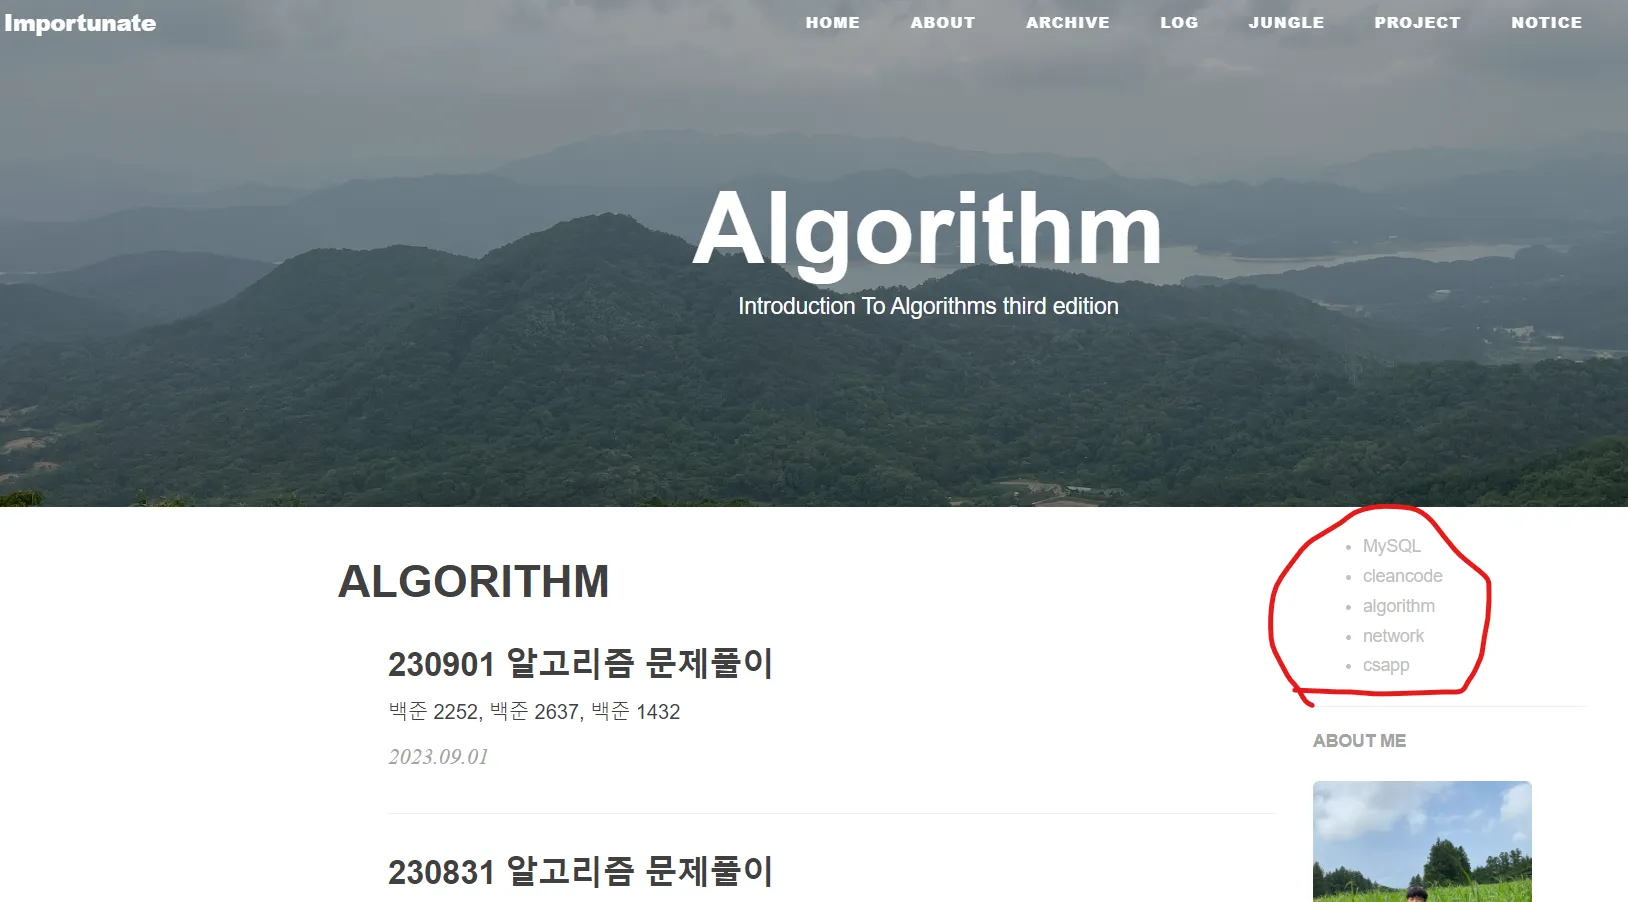 Importunate
HOME ABOUT ARCHIVE LOG JUNGLE PROJECT NOTICE
Algorithm
Introduction To Algorithms third edition
ALGORITHM
230901 알고리즘 문제풀이
백준 2252, 백준 2637, 백준 1432
2023.09.01
230831 알고리즘 문제풀이
MySQL
cleancode
algorithm
network
csapp
ABOUT ME